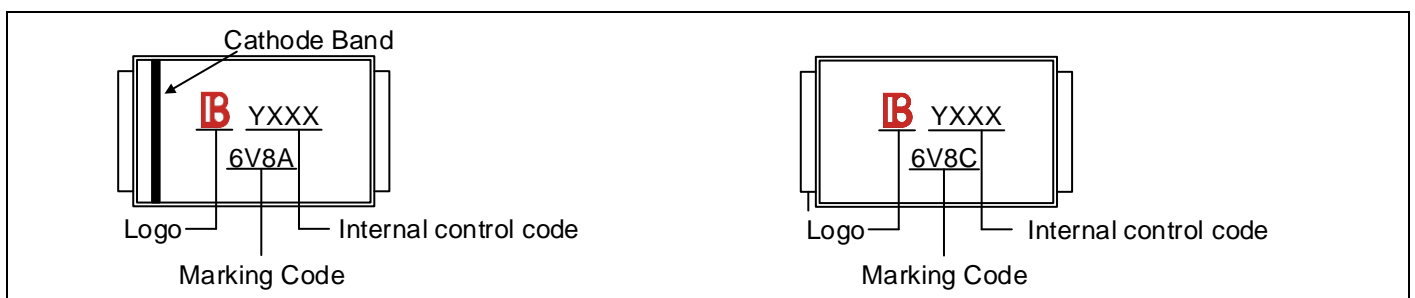 Cathode Band
B YXXX
6V8A
Logo
Internal control code
Marking Code
B YXXX
6V8C
Logo
Internal control code
Marking Code